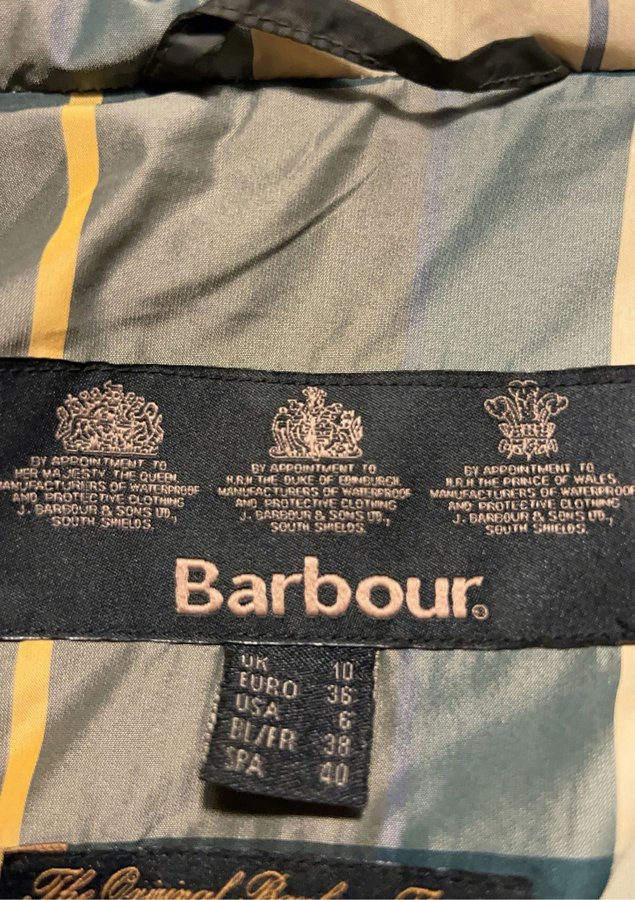 BY APPOINTMENT TO
HER MAJESTY THE QUEEN
MANUFACTURERS OF WATERPROOF
AND PROTECTIVE CLOTHING
J. BARBOUR & SONS LTD.,
SOUTH SHIELDS.
BY APPOINTMENT TO
H.R.H. THE DUKE OF EDINBURGH.
MANUFACTURERS OF WATERPROOF
AND PROTECTIVE CLOTHING
J. BARBOUR & SONS LTD.,
SOUTH SHIELDS.
BY APPOINTMENT TO
H.R.H THE PRINCE OF WALES
MANUFACTURERS OF WATERPROOF
AND PROTECTIVE CLOTHING
J. BARBOUR & SONS LTD.,
SOUTH SHIELDS.
Barbour®
UK 10
EURO 36
USA 6
BI/FR 38
SPA 40
The Original